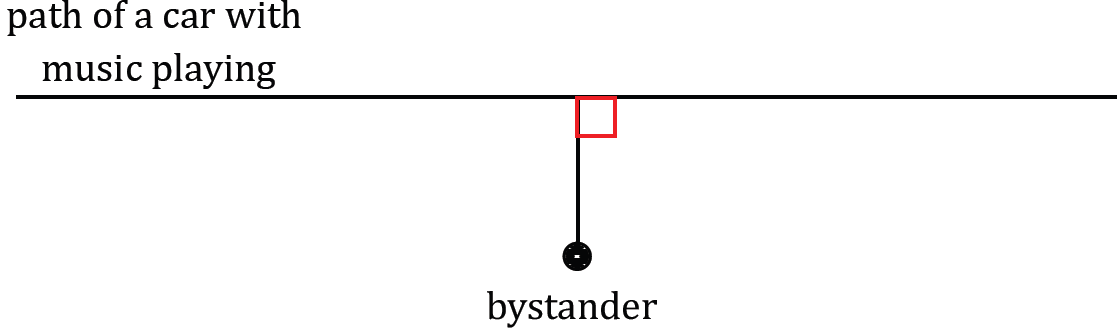 path of a car with
music playing
bystander